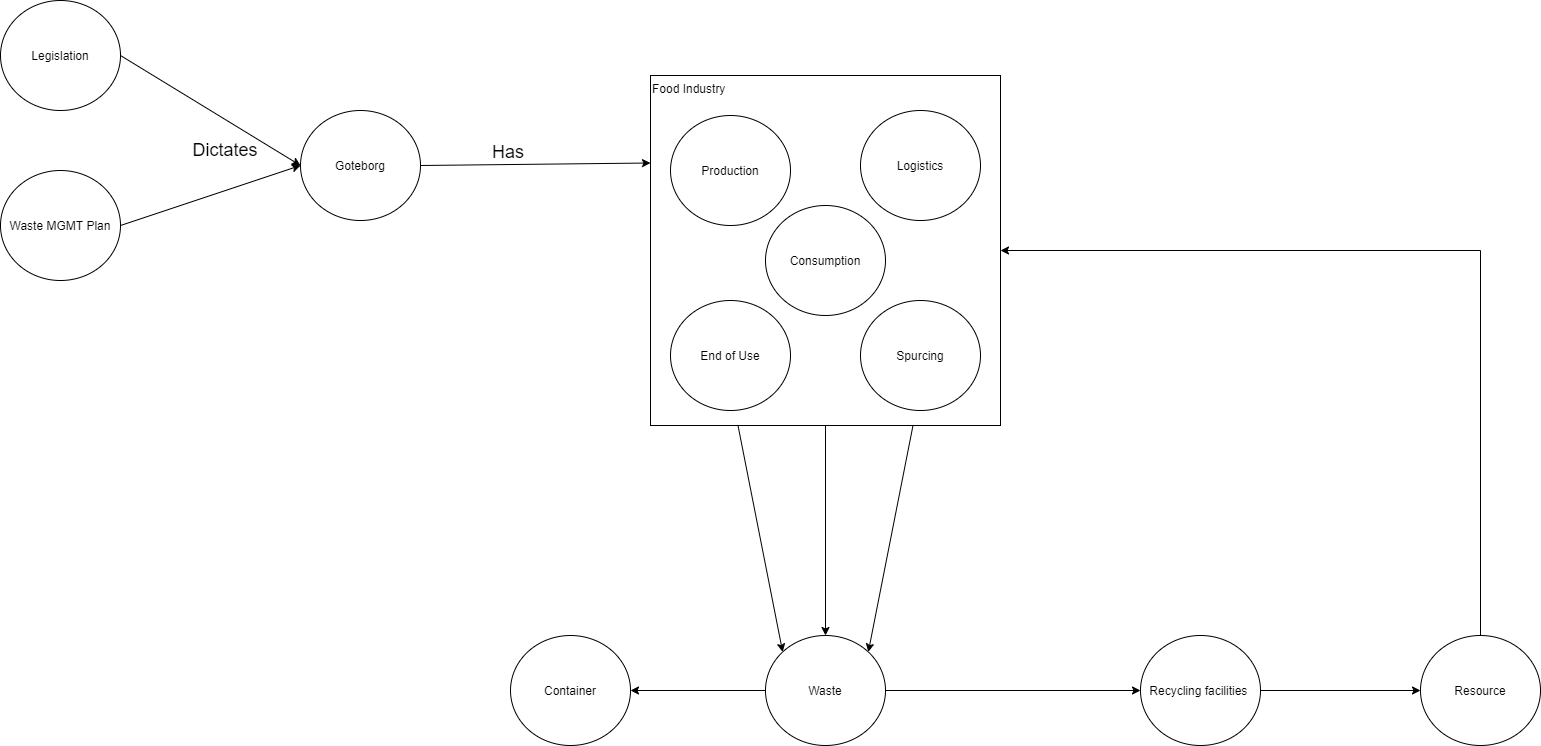 Legislation
Food Industry
Dictates
Has
Goteborg
Production
Logistics
Waste MGMT Plan
Consumption
End of Use
Spurcing
Container
Waste
Recycling facilities
Resource